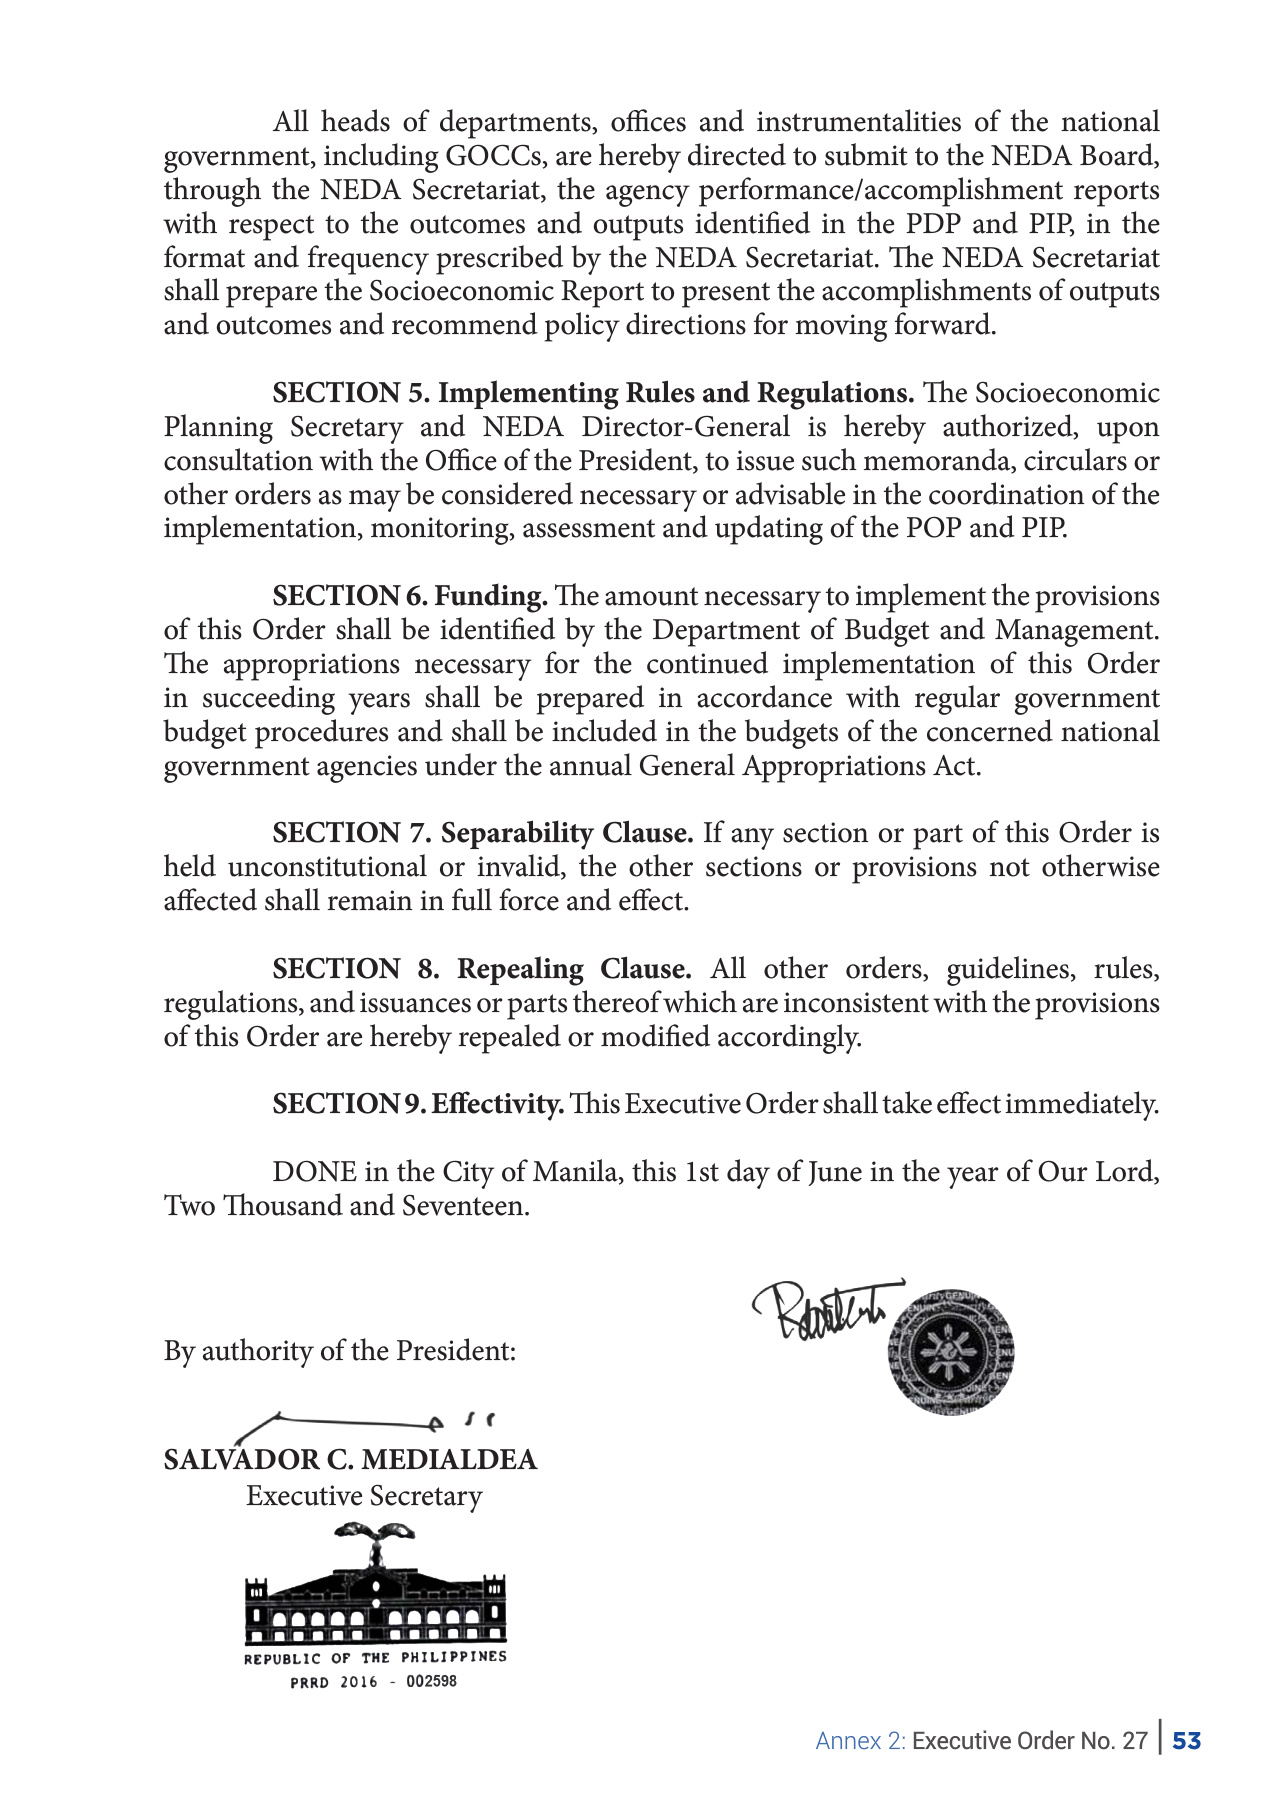 All heads of departments, offices and instrumentalities of the national
government, including GOCCs, are hereby directed to submit to the NEDA Board,
through the NEDA Secretariat, the agency performance/accomplishment reports
with respect to the outcomes and outputs identified in the PDP and PIP, in the
format and frequency prescribed by the NEDA Secretariat. The NEDA Secretariat
shall prepare the Socioeconomic Report to present the accomplishments of outputs
and outcomes and recommend policy directions for moving forward.
SECTION 5. Implementing Rules and Regulations. The Socioeconomic
Planning Secretary and NEDA Director-General is hereby authorized, upon
consultation with the Office of the President, to issue such memoranda, circulars or
other orders as may be considered necessary or advisable in the coordination of the
implementation, monitoring, assessment and updating of the POP and PIP.
SECTION 6. Funding. The amount necessary to implement the provisions
of this Order shall be identified by the Department of Budget and Management.
The appropriations necessary for the continued implementation of this Order
in succeeding years shall be prepared in accordance with regular government
budget procedures and shall be included in the budgets of the concerned national
government agencies under the annual General Appropriations Act.
SECTION 7. Separability Clause. If any section or part of this Order is
held unconstitutional or invalid, the other sections or provisions not otherwise
affected shall remain in full force and effect.
SECTION 8. Repealing Clause. All other orders, guidelines, rules,
regulations, and issuances or parts thereof which are inconsistent with the provisions
of this Order are hereby repealed or modified accordingly.
SECTION 9. Effectivity. This Executive Order shall take effect immediately.
DONE in the City of Manila, this 1st day of June in the year of Our Lord,
Two Thousand and Seventeen.
By authority of the President:
SALVADOR C. MEDIALDEA
Executive Secretary
REPUBLIC OF THE PHILIPPINES
PRRD 2016 - 002598
Annex 2: Executive Order No. 27 | 53